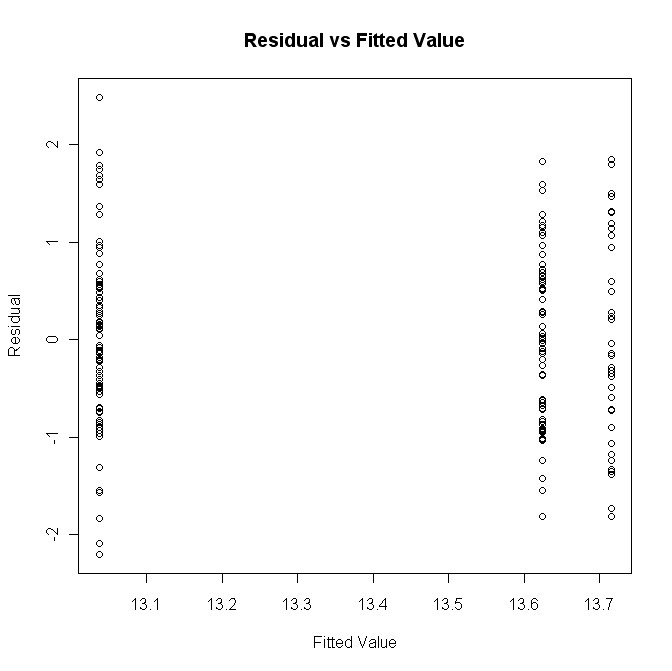 Residual vs Fitted Value
2
1
0
-1
-2
Residual
13.1 13.2 13.3 13.4 13.5 13.6 13.7
Fitted Value